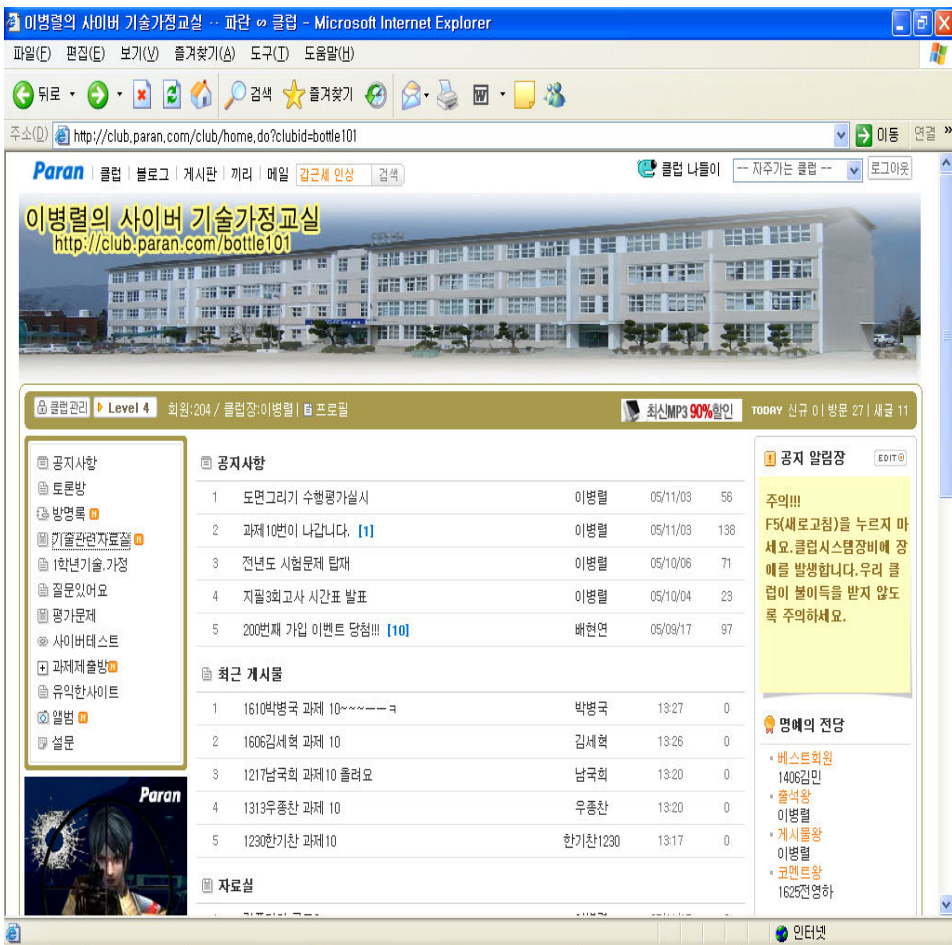 이병렬의 사이버 기술가정교실 ·· 파란 ∞ 클럽 - Microsoft Internet Explorer
파일(F) 편집(E) 보기(V) 즐겨찾기(A) 도구(T) 도움말(H)
뒤로 검색 즐겨찾기
주소(D) http://club.paran.com/club/home.do?clubid=bottle101 이동 연결 »
Paran 클럽 | 블로그 | 게시판 | 끼리 | 메일 갑근세 인상 검색 클럽 나들이 -- 자주가는 클럽 -- 로그아웃
이병렬의 사이버 기술가정교실
http://club.paran.com/bottle101
클럽관리 Level 4 회원:204 / 클럽장:이병렬 | 프로필 최신MP3 90%할인 TODAY 신규 0 | 방문 27 | 새글 11
공지사항
토론방
방명록 N
기술관련자료실 N
1학년기술.가정
질문있어요
평가문제
사이버테스트
과제제출방 N
유익한사이트
앨범 N
설문
Paran
공지사항
1 도면그리기 수행평가실시 이병렬 05/11/03 56
2 과제10번이 나갑니다. [1] 이병렬 05/11/03 138
3 전년도 시험문제 탑재 이병렬 05/10/06 71
4 지필3회고사 시간표 발표 이병렬 05/10/04 23
5 200번째 가입 이벤트 당첨!!! [10] 배현연 05/09/17 97
최근 게시물
1 1610박병국 과제 10~~~ㅡㅡㅋ 박병국 13:27 0
2 1606김세혁 과제 10 김세혁 13:26 0
3 1217남국희 과제10 올려요 남국희 13:20 0
4 1313우종찬 과제 10 우종찬 13:20 0
5 1230한기찬 과제10 한기찬1230 13:17 0
자료실
공지 알림장 EDIT
주의!!!
F5(새로고침)을 누르지 마
세요.클럽시스템장비에 장
애를 발생합니다.우리 클
럽이 불이득을 받지 않도
록 주의하세요.
명예의 전당
베스트회원
1406김민
출석왕
이병렬
게시물왕
이병렬
코멘트왕
1625전영하
인터넷